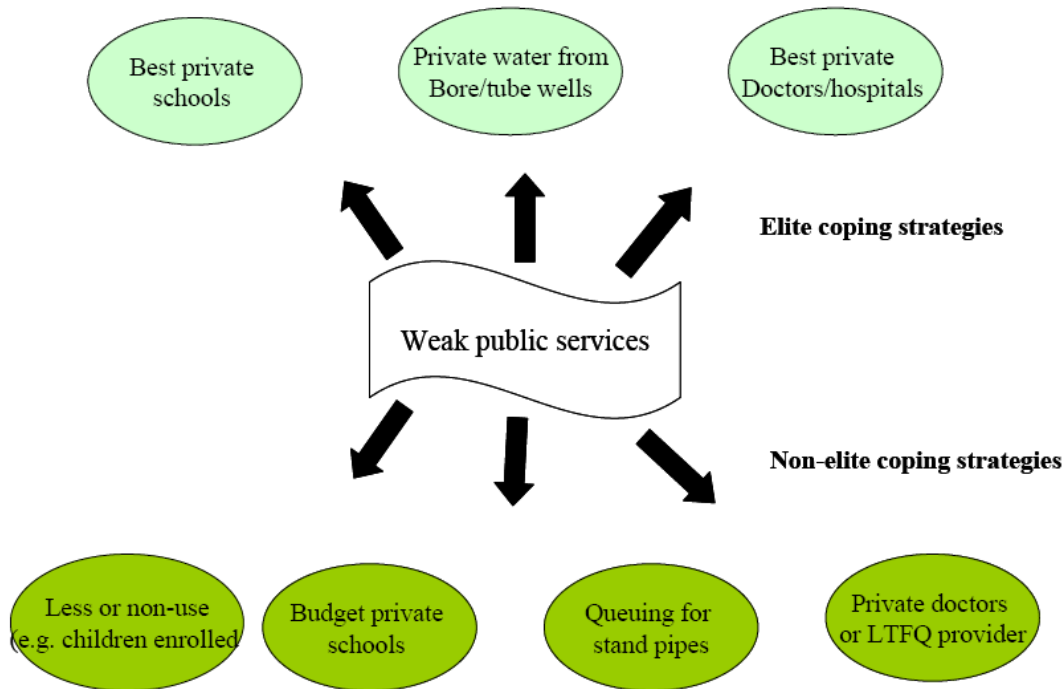 Best private
schools
Private water from
Bore/tube wells
Best private
Doctors/hospitals
Elite coping strategies
Weak public services
Non-elite coping strategies
Less or non-use
(e.g. children enrolled
Budget private
schools
Queuing for
stand pipes
Private doctors
or LTFQ provider